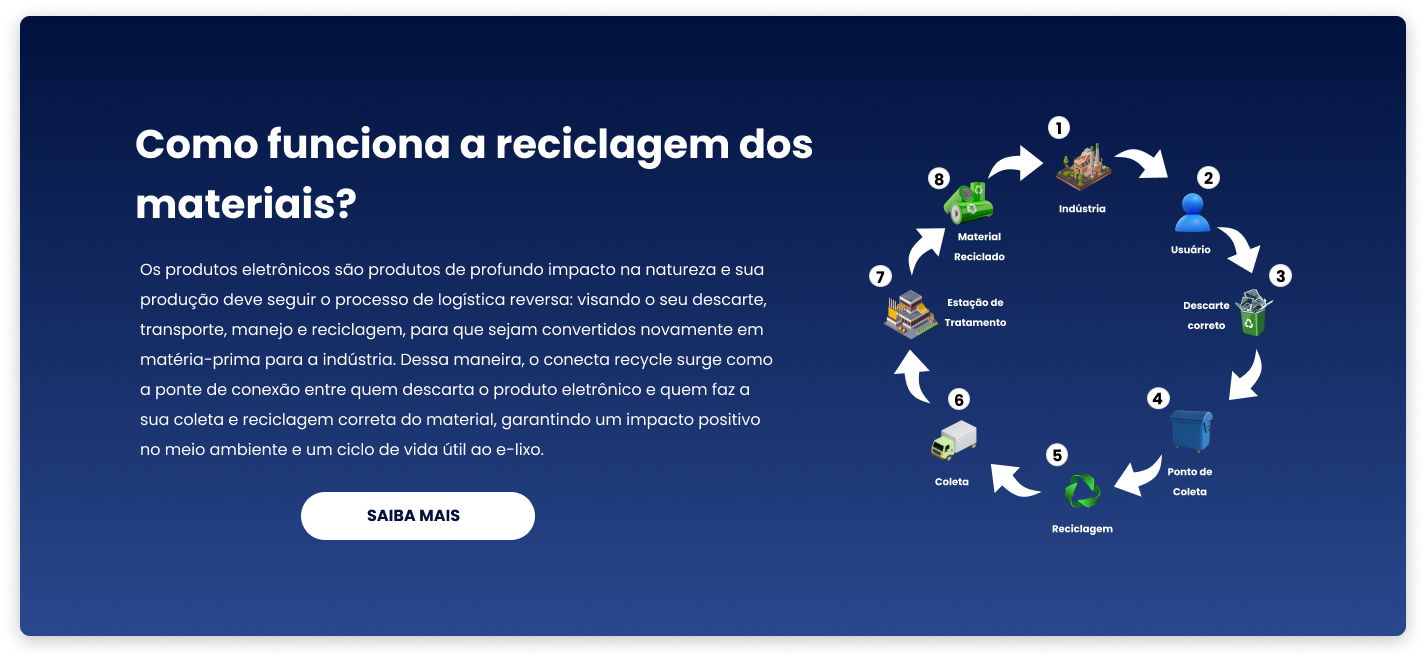 Como funciona a reciclagem dos
materiais?
Os produtos eletrônicos são produtos de profundo impacto na natureza e sua
produção deve seguir o processo de logística reversa: visando o seu descarte,
transporte, manejo e reciclagem, para que sejam convertidos novamente em
matéria-prima para a indústria. Dessa maneira, o conecta recycle surge como
a ponte de conexão entre quem descarta o produto eletrônico e quem faz a
sua coleta e reciclagem correta do material, garantindo um impacto positivo
no meio ambiente e um ciclo de vida útil ao e-lixo.
SAIBA MAIS
1
Indústria
2
Usuário
3
Descarte
correto
4
Ponto de
Coleta
5
Reciclagem
6
Coleta
7
Estação de
Tratamento
8
Material
Reciclado